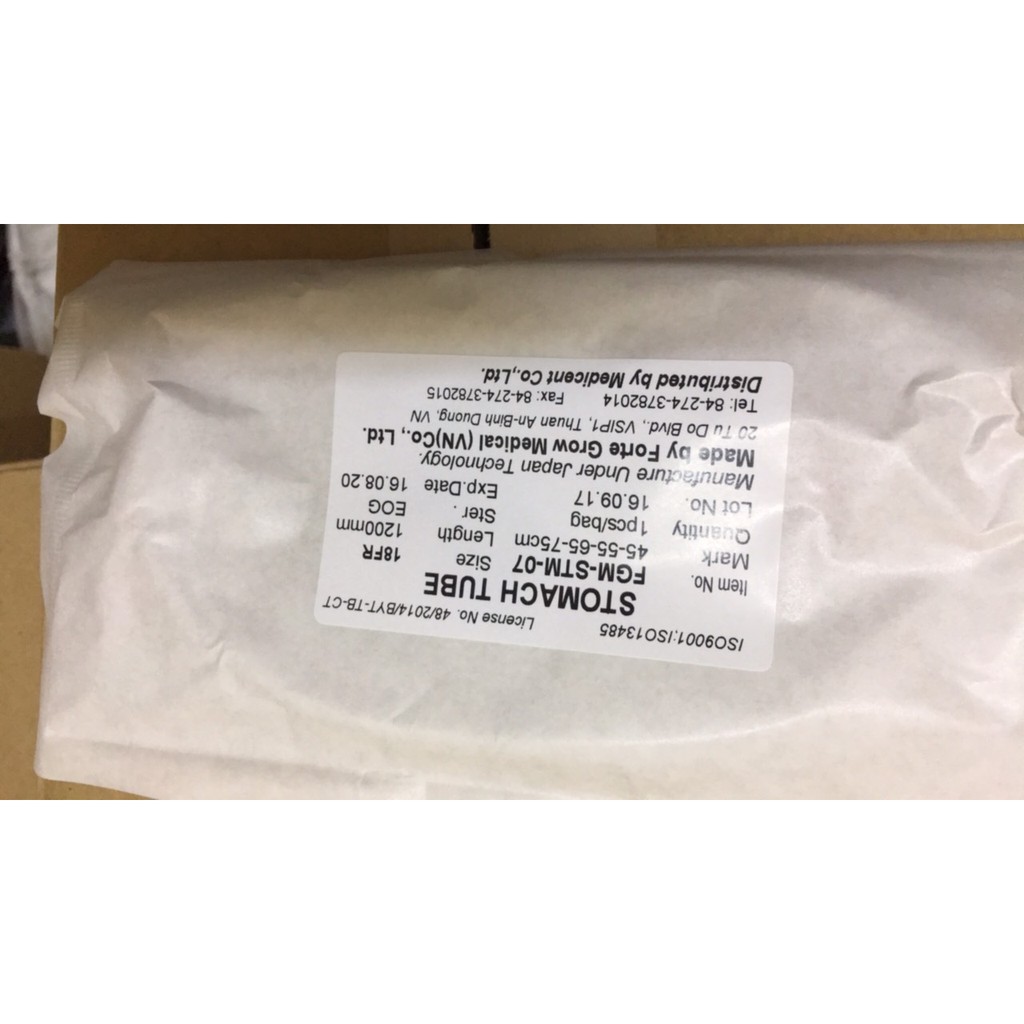 ISO9001:ISO13485 License No. 48/2014/BYT-TB-CT
STOMACH TUBE
Item No. FGM-STM-07 Size 18FR
Mark 45-55-65-75cm Length 1200mm
Quantity 1pcs/bag Ster. EOG
Lot No. 16.09.17 Exp.Date 16.08.20
Manufacture Under Japan Technology.
Made by Forte Grow Medical (VN)Co., Ltd.
20 Tu Do Blvd., VSIP1, Thuan An-Binh Duong, VN
Tel: 84-274-3782014 Fax: 84-274-3782015
Distributed by Medicent Co.,Ltd.